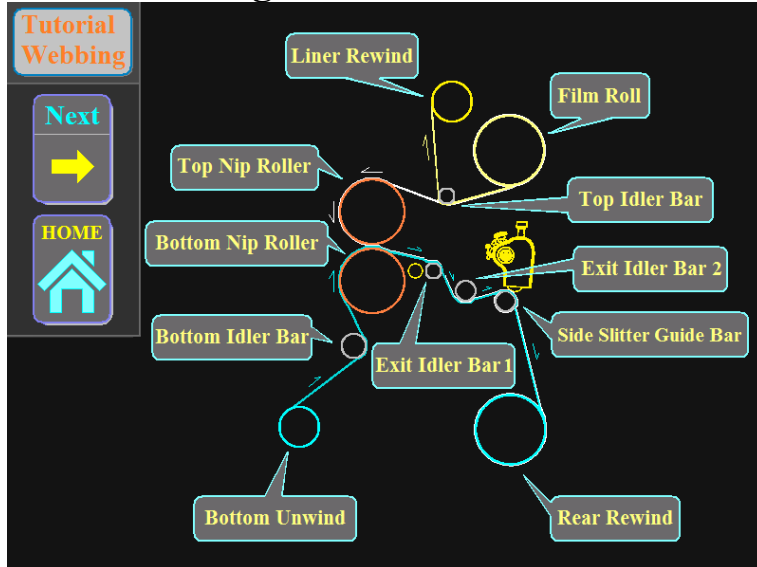 Tutorial
Webbing
Next
HOME
Liner Rewind
Film Roll
Top Nip Roller
Top Idler Bar
Bottom Nip Roller
Exit Idler Bar 2
Bottom Idler Bar
Side Slitter Guide Bar
Exit Idler Bar 1
Bottom Unwind
Rear Rewind